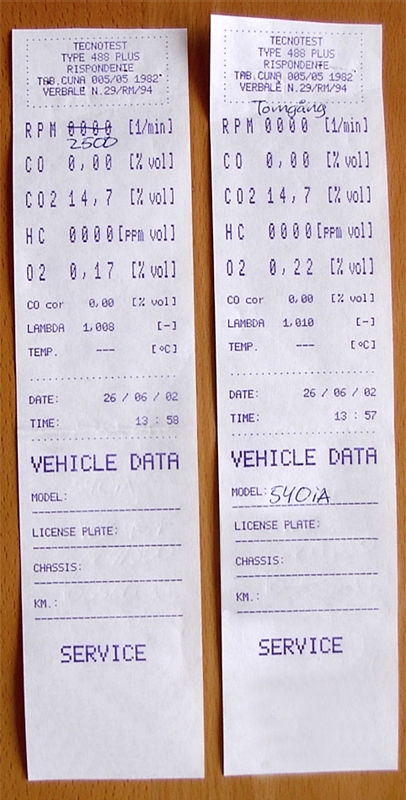 TECNOTEST
TYPE 488 PLUS
RISPONDENTE
TAB.CUNA 005/05 1982
VERBALE N.29/RM/94
RPM 0000 [1/min]
2500
CO 0,00 [% vol]
CO2 14,7 [% vol]
HC 0000 [ppm vol]
O2 0,17 [% vol]
CO cor 0,00 [% vol]
LAMBDA 1,008 [-]
TEMP. --- [ºC]
DATE: 26 / 06 / 02
TIME: 13 : 58
VEHICLE DATA
MODEL:
LICENSE PLATE:
CHASSIS:
KM.:
SERVICE
TECNOTEST
TYPE 488 PLUS
RISPONDENTE
TAB.CUNA 005/05 1982
VERBALE N.29/RM/94
Tomgång
RPM 0000 [1/min]
CO 0,00 [% vol]
CO2 14,7 [% vol]
HC 0000 [ppm vol]
O2 0,22 [% vol]
CO cor 0,00 [% vol]
LAMBDA 1,010 [-]
TEMP. --- [ºC]
DATE: 26 / 06 / 02
TIME: 13 : 57
VEHICLE DATA
MODEL: 540iA
LICENSE PLATE:
CHASSIS:
KM.:
SERVICE